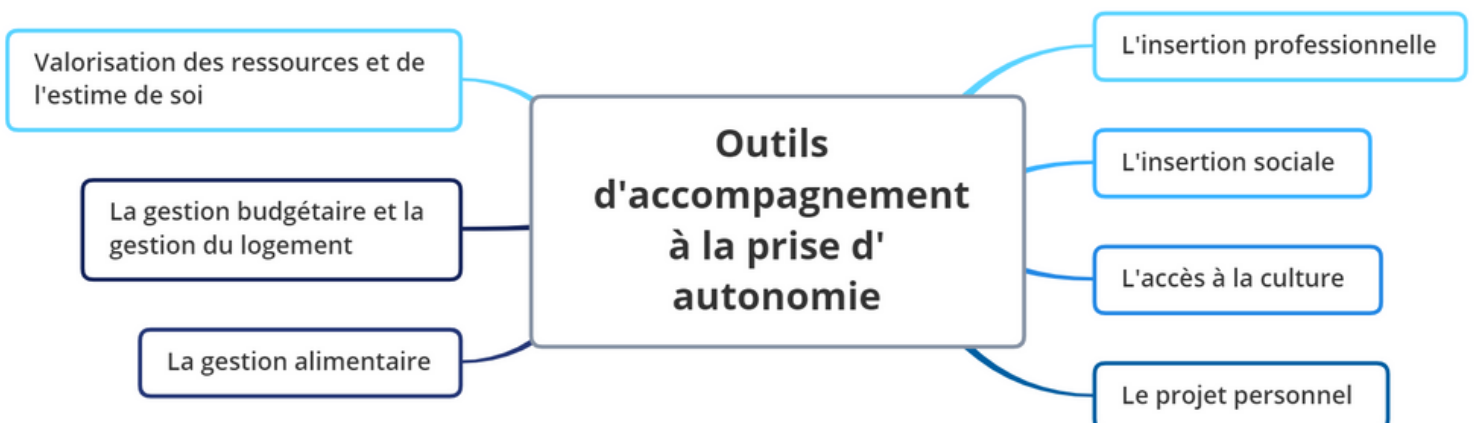 Valorisation des ressources et de
l'estime de soi
La gestion budgétaire et la
gestion du logement
La gestion alimentaire
Outils
d'accompagnement
à la prise d'
autonomie
L'insertion professionnelle
L'insertion sociale
L'accès à la culture
Le projet personnel